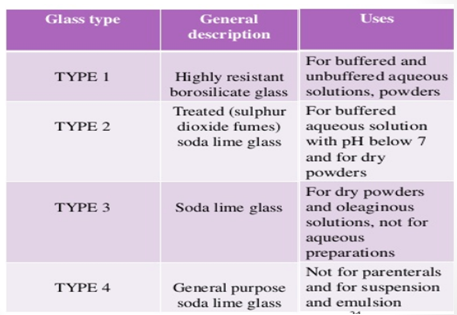 Glass type
General
description
Uses
TYPE 1
Highly resistant
borosilicate glass
For buffered and
unbuffered aqueous
solutions, powders
TYPE 2
Treated (sulphur
dioxide fumes)
soda lime glass
For buffered
aqueous solution
with pH below 7
and for dry
powders
TYPE 3
Soda lime glass
For dry powders
and oleaginous
solutions, not for
aqueous
preparations
TYPE 4
General purpose
soda lime glass
Not for parenterals
and for suspension
and emulsion